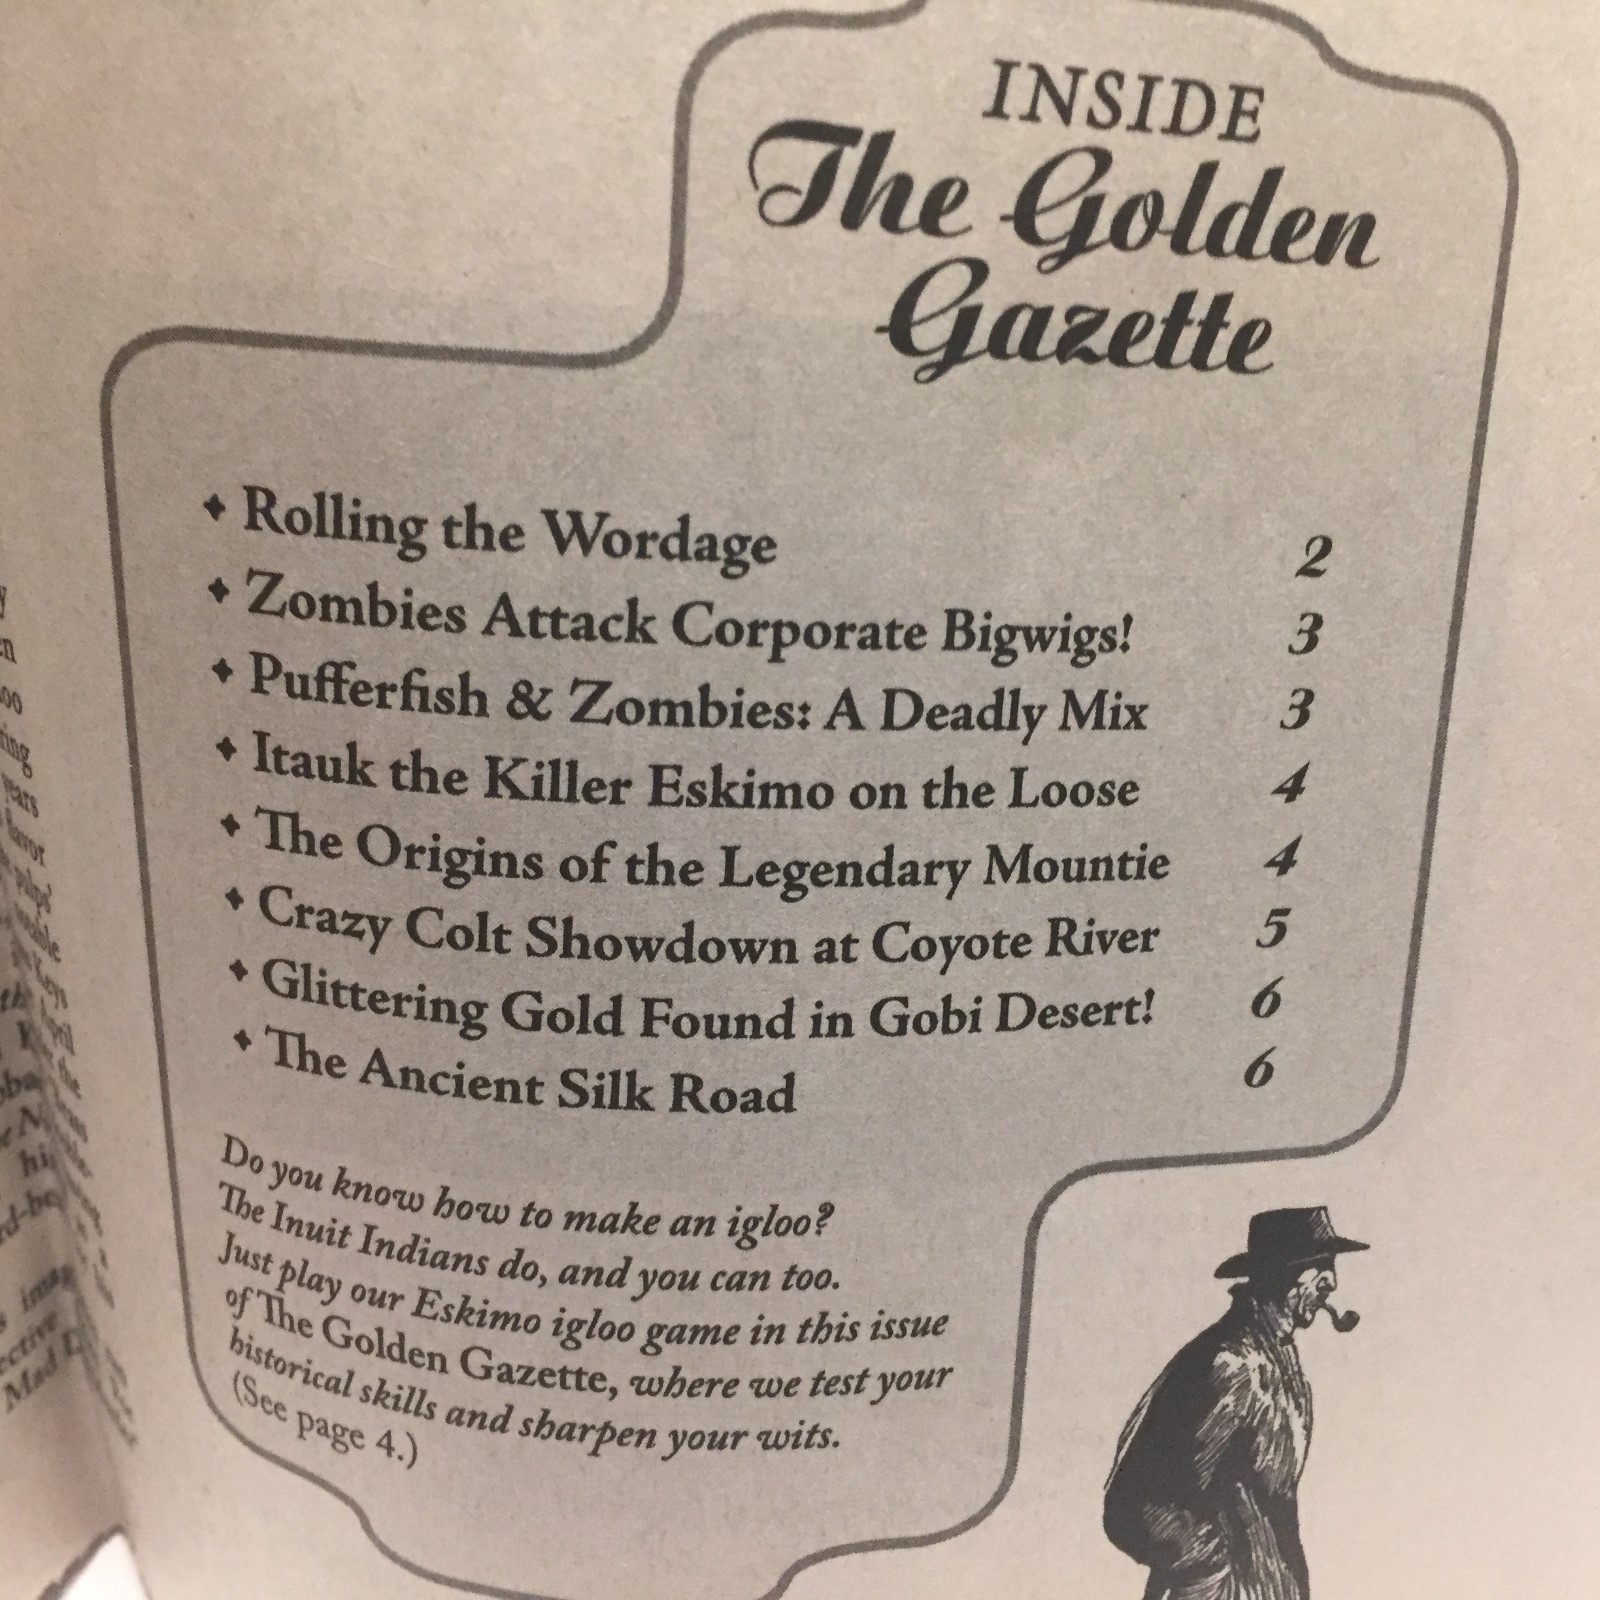 INSIDE
The Golden
Gazette
Rolling the Wordage 2
Zombies Attack Corporate Bigwigs! 3
Pufferfish & Zombies: A Deadly Mix 3
Itauk the Killer Eskimo on the Loose 4
The Origins of the Legendary Mountie 4
Crazy Colt Showdown at Coyote River 5
Glittering Gold Found in Gobi Desert! 6
The Ancient Silk Road 6
Do you know how to make an igloo?
The Inuit Indians do, and you can too.
Just play our Eskimo igloo game in this issue
of The Golden Gazette, where we test your
historical skills and sharpen your wits.
(See page 4.)